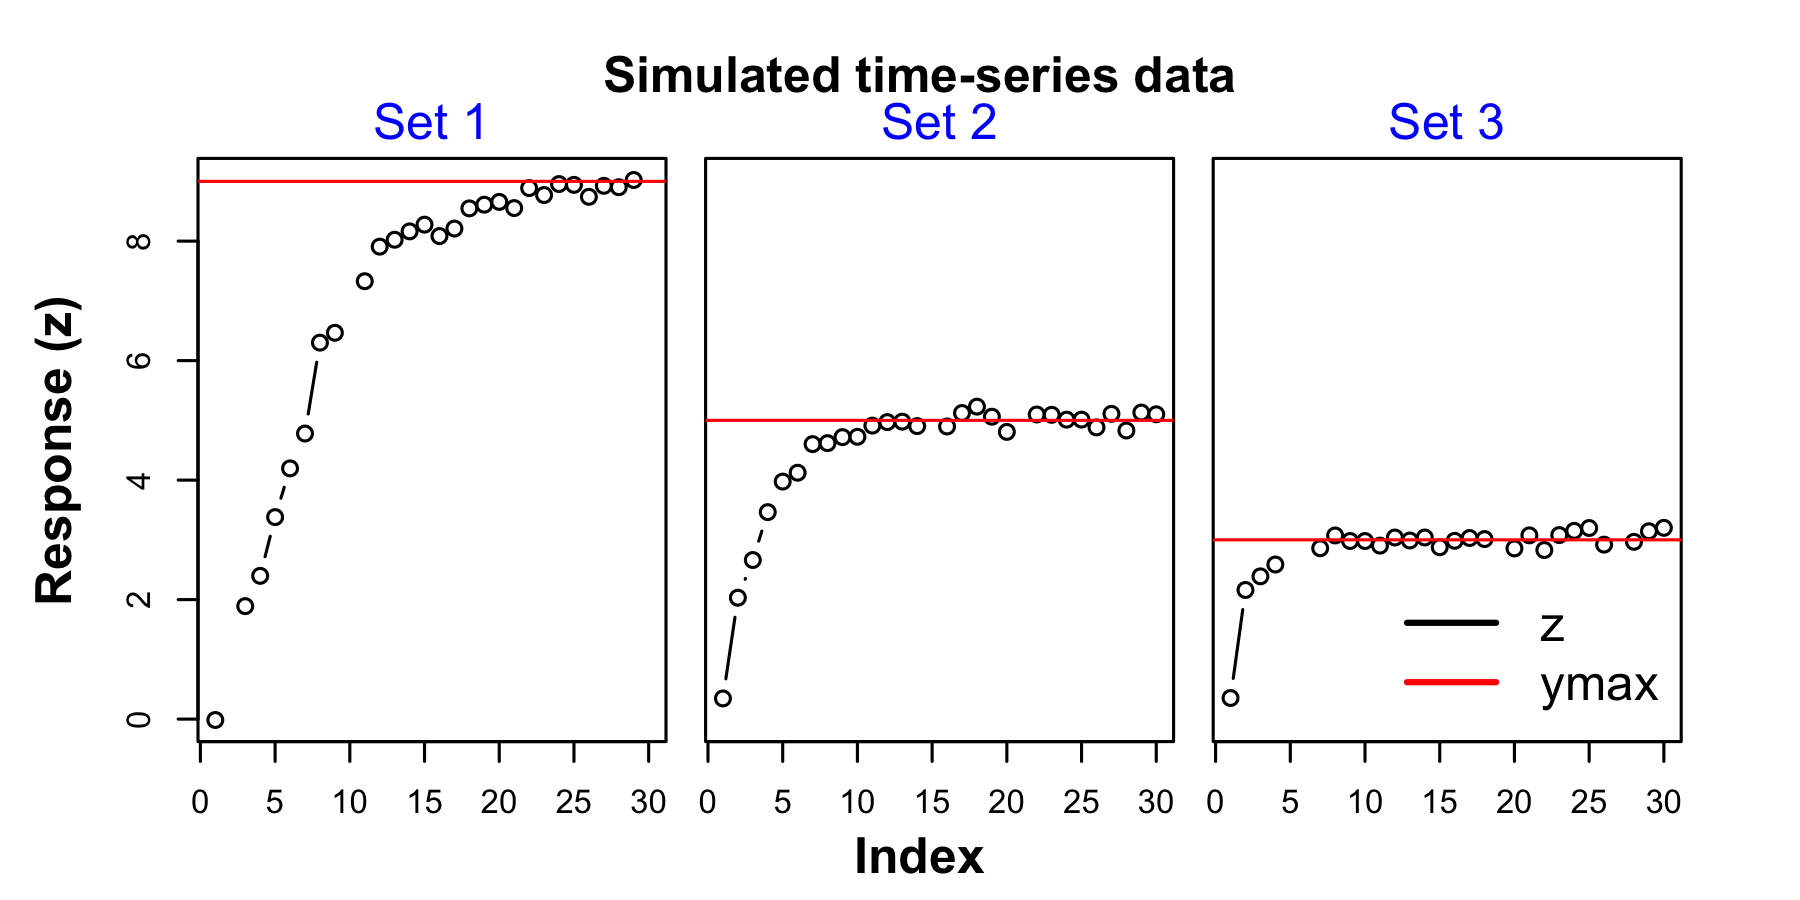 Simulated time-series data
Set 1 Set 2 Set 3
Response (z)
8
6
4
2
0
z
ymax
0 5 10 15 20 25 30 0 5 10 15 20 25 30 0 5 10 15 20 25 30
Index